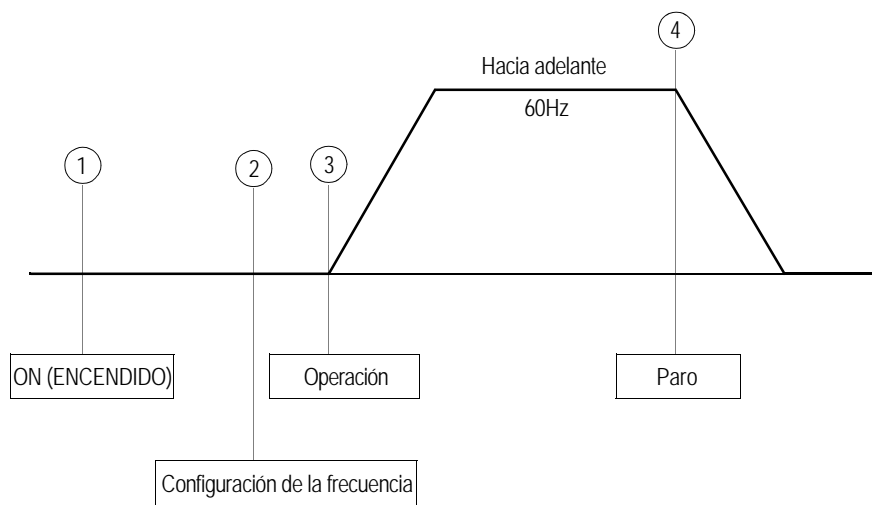 4
Hacia adelante
60Hz
1
2
3
ON (ENCENDIDO)
Operación
Paro
Configuración de la frecuencia